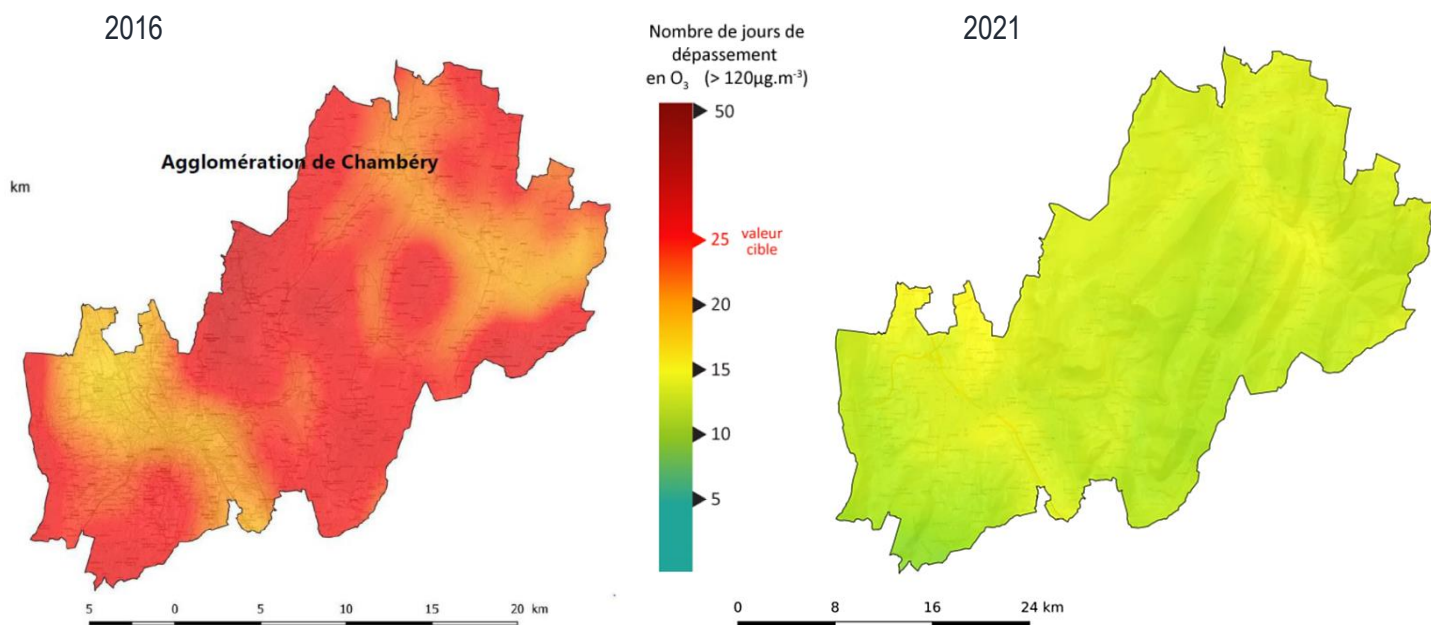 2016
Nombre de jours de
dépassement
en O₃ (> 120µg.m⁻³)
2021
50
Agglomération de Chambéry
km
25 valeur
cible
20
15
10
5
5 0 5 10 15 20 km
0 8 16 24 km